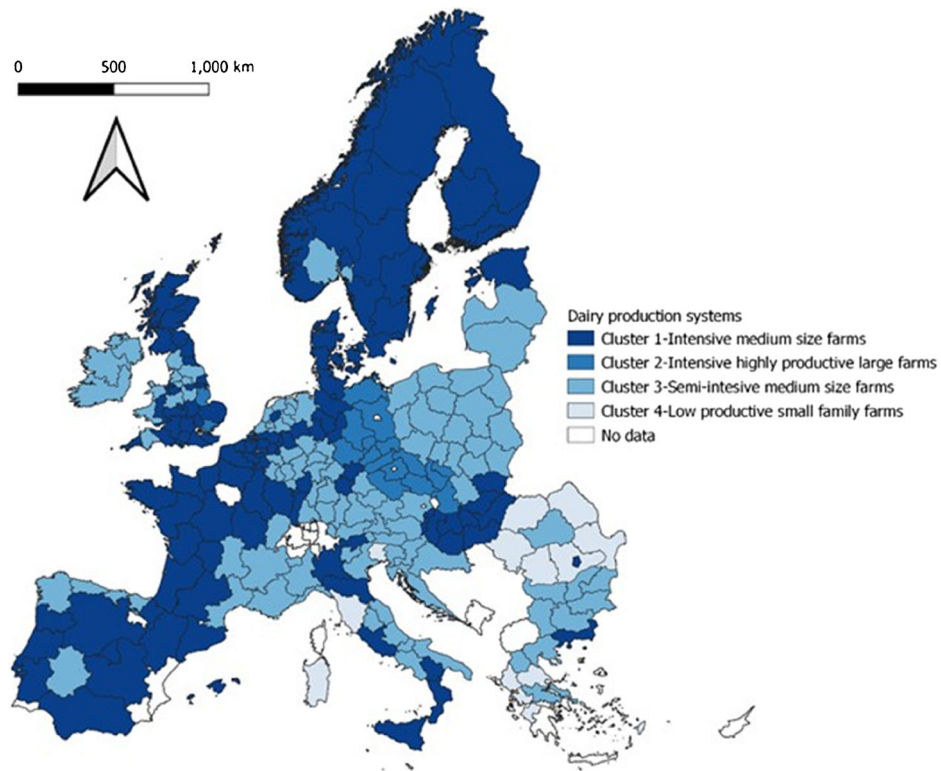 0 500 1,000 km
Dairy production systems
Cluster 1-Intensive medium size farms
Cluster 2-Intensive highly productive large farms
Cluster 3-Semi-intesive medium size farms
Cluster 4-Low productive small family farms
No data